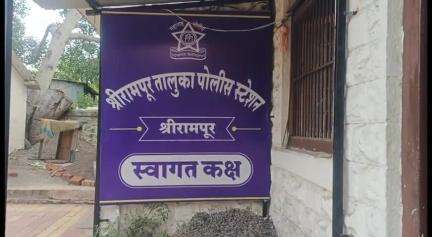 श्रीरामपूर तालुका पोलीस स्टेशन
श्रीरामपूर
स्वागत कक्ष